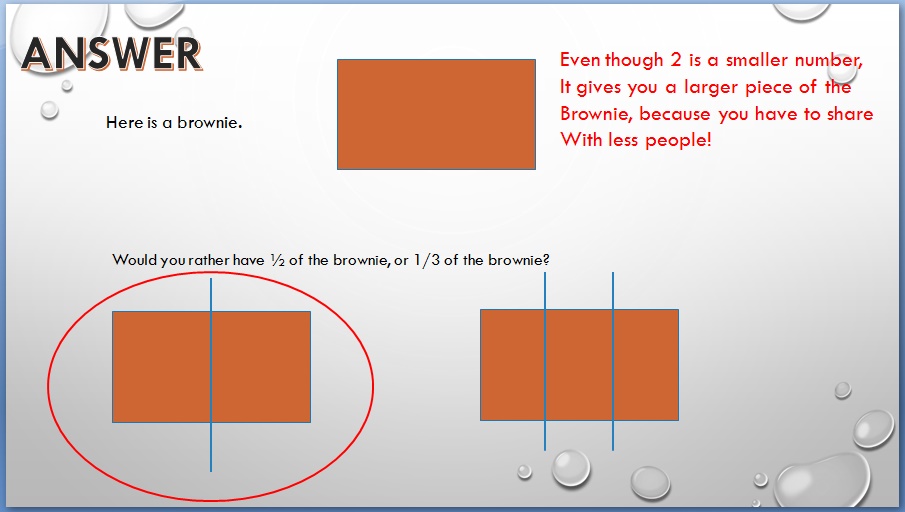 ANSWER
Here is a brownie.
Even though 2 is a smaller number,
It gives you a larger piece of the
Brownie, because you have to share
With less people!
Would you rather have ½ of the brownie, or 1/3 of the brownie?